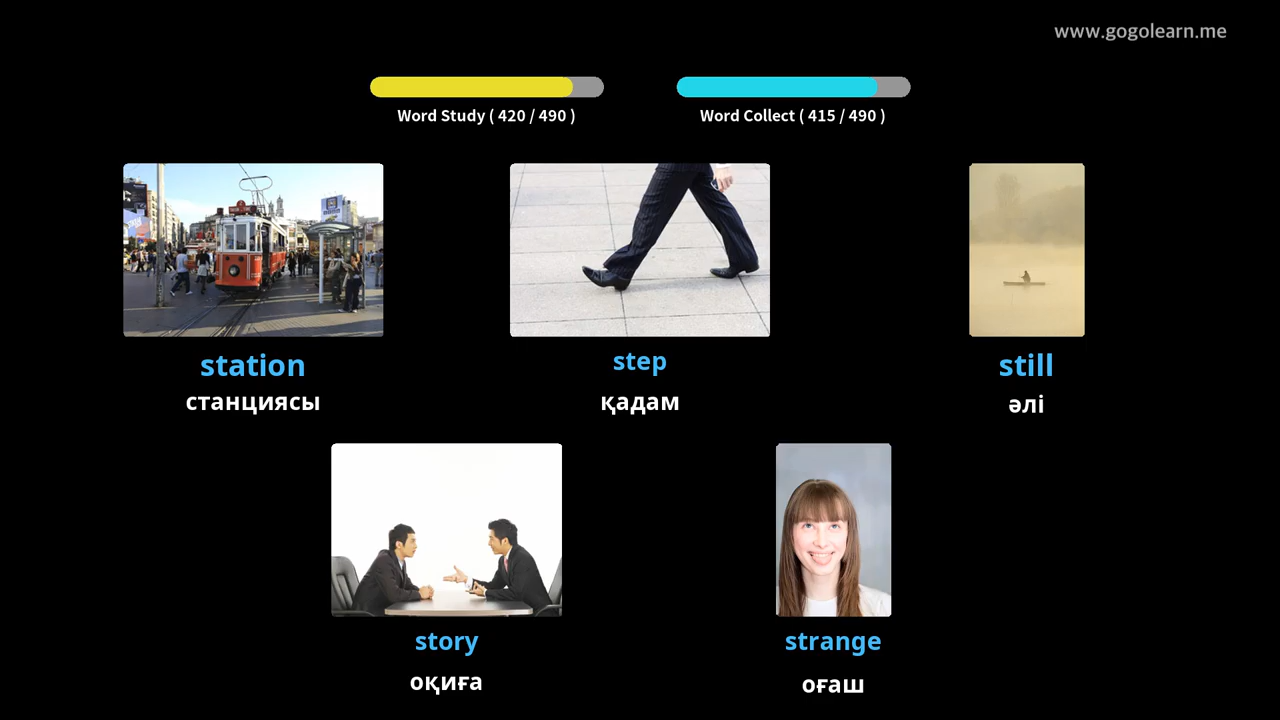 www.gogolearn.me
Word Study ( 420 / 490 )
Word Collect ( 415 / 490 )
station
станциясы
step
қадам
still
әлі
story
оқиға
strange
оғаш